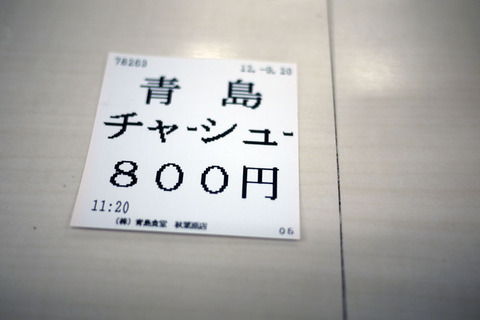 78269 12.-9.10
青島
チャーシュー
800円
11:20
(株)青島食堂 秋葉原店 06